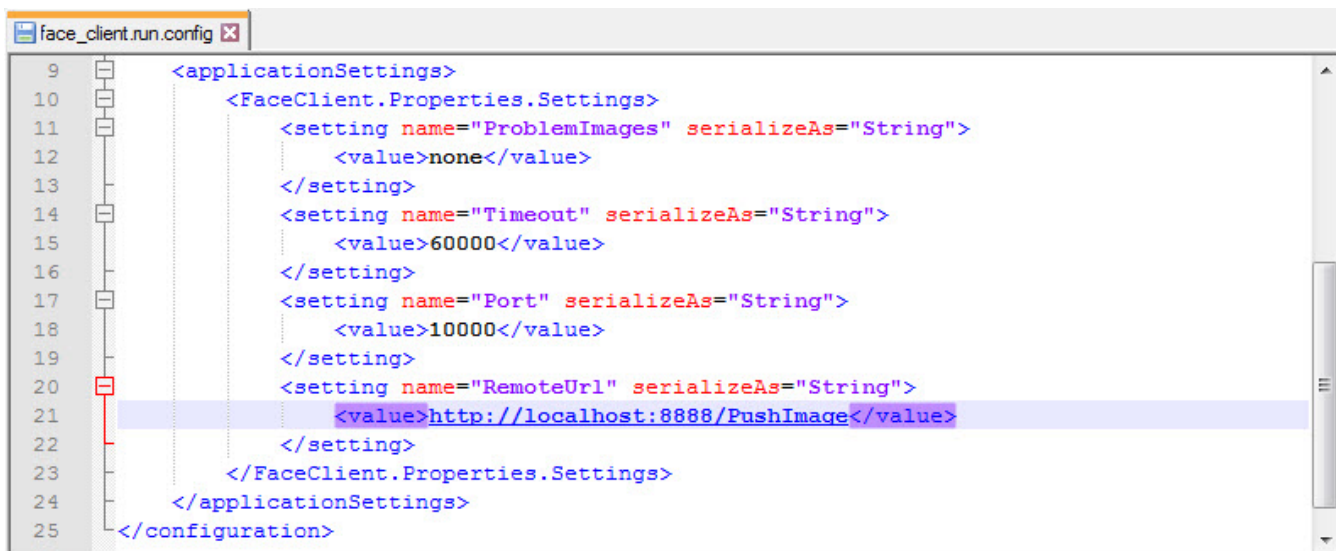 face_client.run.config
9 <applicationSettings>
10 <FaceClient.Properties.Settings>
11 <setting name="ProblemImages" serializeAs="String">
12 <value>none</value>
13 </setting>
14 <setting name="Timeout" serializeAs="String">
15 <value>60000</value>
16 </setting>
17 <setting name="Port" serializeAs="String">
18 <value>10000</value>
19 </setting>
20 <setting name="RemoteUrl" serializeAs="String">
21 <value>http://localhost:8888/PushImage</value>
22 </setting>
23 </FaceClient.Properties.Settings>
24 </applicationSettings>
25 </configuration>